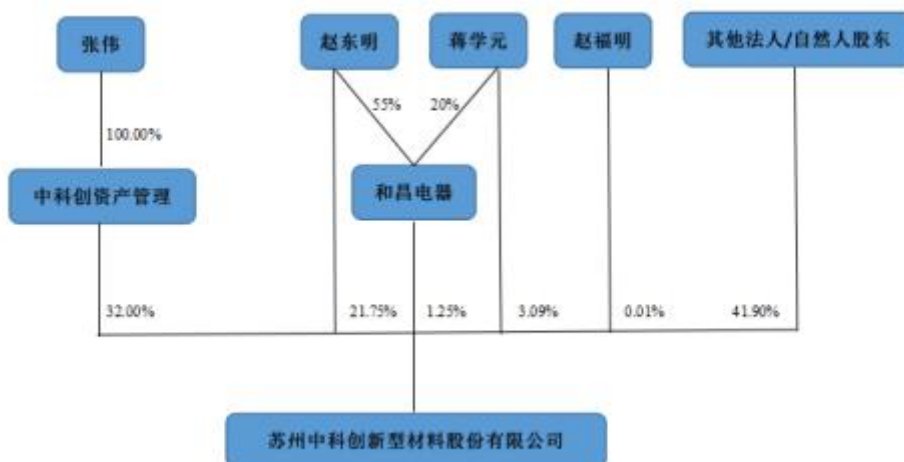 张伟
赵东明
蒋学元
赵福明
其他法人/自然人股东
55%
20%
100.00%
中科创资产管理
和昌电器
32.00%
21.75%
1.25%
3.09%
0.01%
41.90%
苏州中科创新型材料股份有限公司